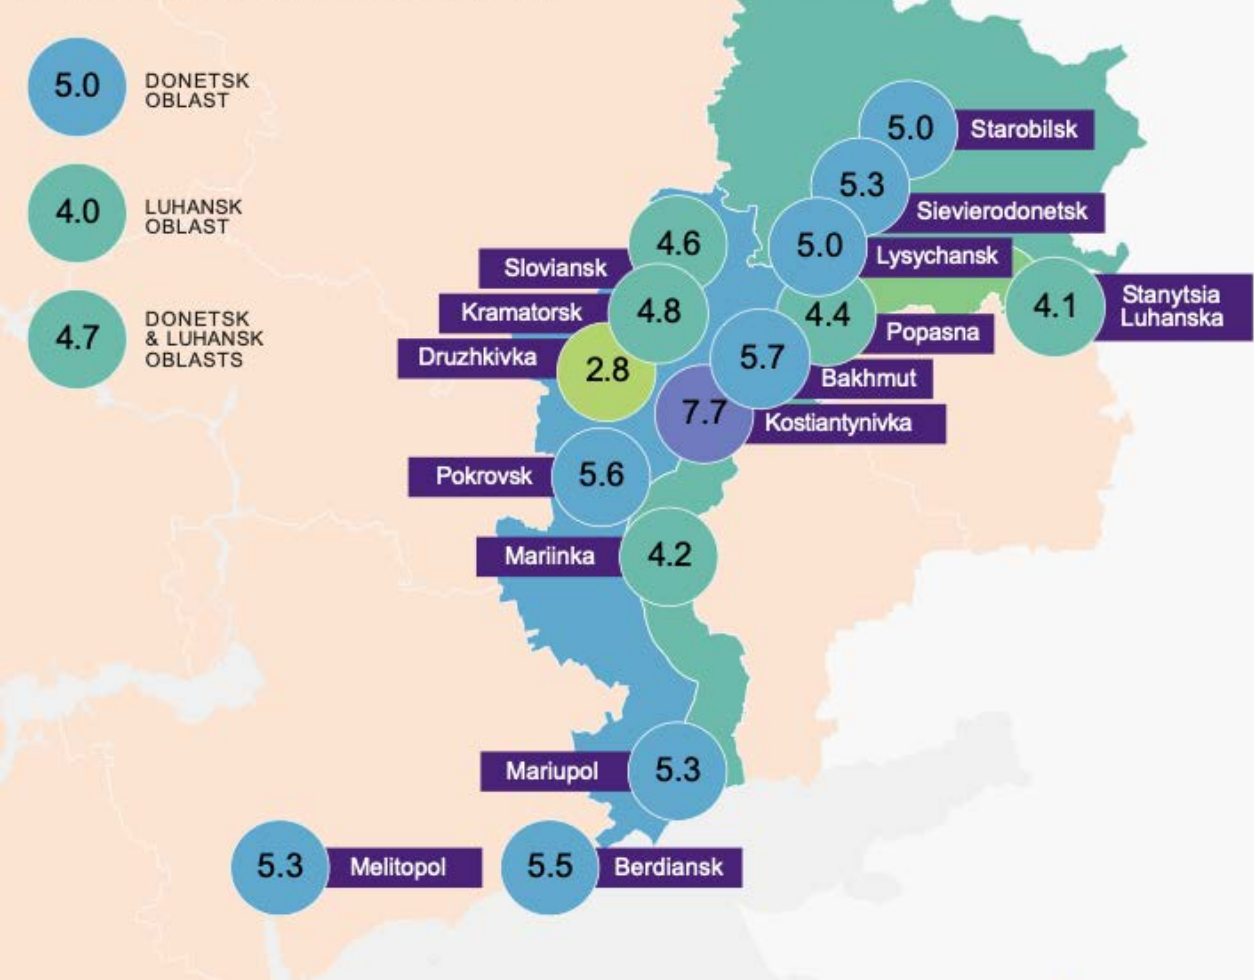 5.0
DONETSK
OBLAST
4.0
LUHANSK
OBLAST
4.7
DONETSK
& LUHANSK
OBLASTS
5.0
Starobilsk
5.3
Sievierodonetsk
5.0
Lysychansk
4.6
Sloviansk
4.1
Stanytsia
Luhanska
4.8
Kramatorsk
4.4
Popasna
2.8
Druzhkivka
5.7
Bakhmut
7.7
Kostiantynivka
5.6
Pokrovsk
4.2
Mariinka
5.3
Mariupol
5.3
Melitopol
5.5
Berdiansk